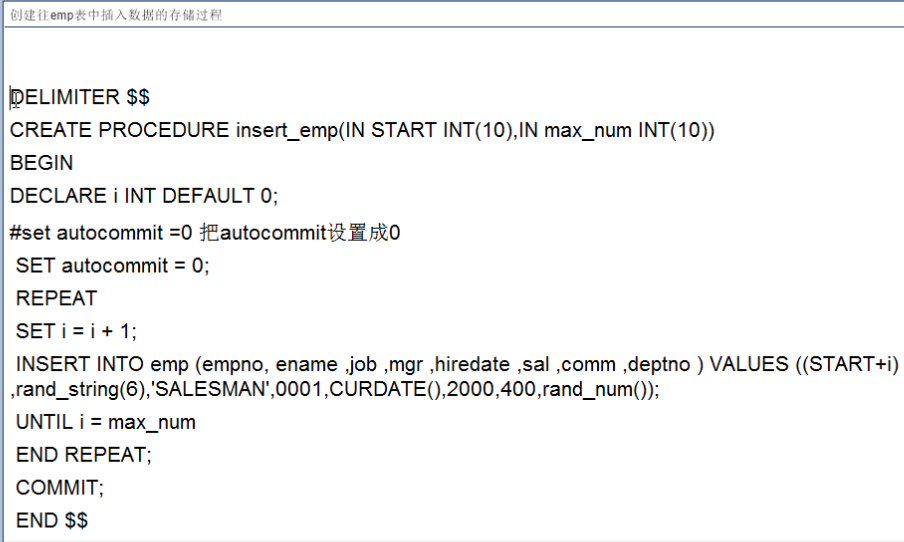 创建往emp表中插入数据的存储过程
DELIMITER $$
CREATE PROCEDURE insert_emp(IN START INT(10),IN max_num INT(10))
BEGIN
DECLARE i INT DEFAULT 0;
#set autocommit =0 把autocommit设置成0
SET autocommit = 0;
REPEAT
SET i = i + 1;
INSERT INTO emp (empno, ename ,job ,mgr ,hiredate ,sal ,comm ,deptno ) VALUES ((START+i)
,rand_string(6),'SALESMAN',0001,CURDATE(),2000,400,rand_num());
UNTIL i = max_num
END REPEAT;
COMMIT;
END $$